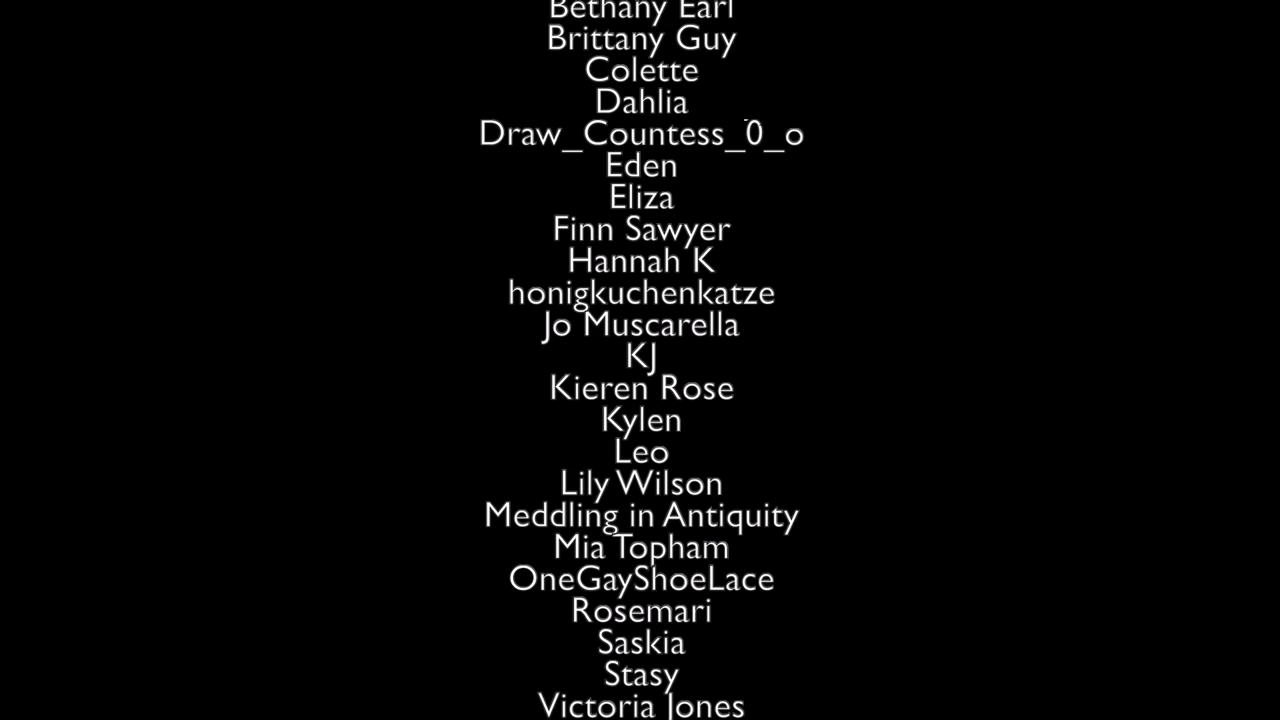 Bethany Earl
Brittany Guy
Colette
Dahlia
Draw_Countess_0_o
Eden
Eliza
Finn Sawyer
Hannah K
honigkuchenkatze
Jo Muscarella
KJ
Kieren Rose
Kylen
Leo
Lily Wilson
Meddling in Antiquity
Mia Topham
OneGayShoeLace
Rosemari
Saskia
Stasy
Victoria Jones